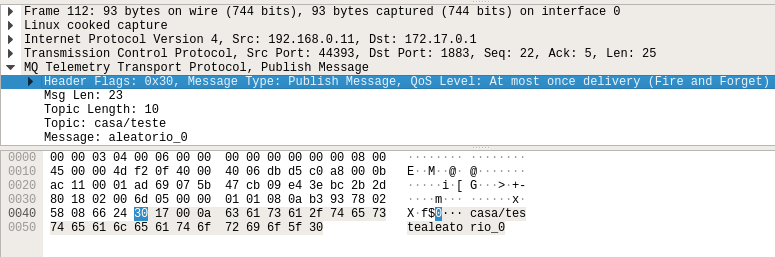 Frame 112: 93 bytes on wire (744 bits), 93 bytes captured (744 bits) on interface 0
Linux cooked capture
Internet Protocol Version 4, Src: 192.168.0.11, Dst: 172.17.0.1
Transmission Control Protocol, Src Port: 44393, Dst Port: 1883, Seq: 22, Ack: 5, Len: 25
MQ Telemetry Transport Protocol, Publish Message
Header Flags: 0x30, Message Type: Publish Message, QoS Level: At most once delivery (Fire and Forget)
Msg Len: 23
Topic Length: 10
Topic: casa/teste
Message: aleatorio_0
0000 00 00 03 04 00 06 00 00 00 00 00 00 00 00 08 00 ········ ········
0010 45 00 00 4d f2 0f 40 00 40 06 db d5 c0 a8 00 0b E··M··@· @·······
0020 ac 11 00 01 ad 69 07 5b 47 cb 09 e4 3e bc 2b 2d ·····i·[ G···>·+-
0030 80 18 02 00 6d 05 00 00 01 01 08 0a b3 93 78 02 ····m··· ······x·
0040 58 08 66 24 30 17 00 0a 63 61 73 61 2f 74 65 73 X·f$0··· casa/tes
0050 74 65 61 6c 65 61 74 6f 72 69 6f 5f 30 tealeato rio_0